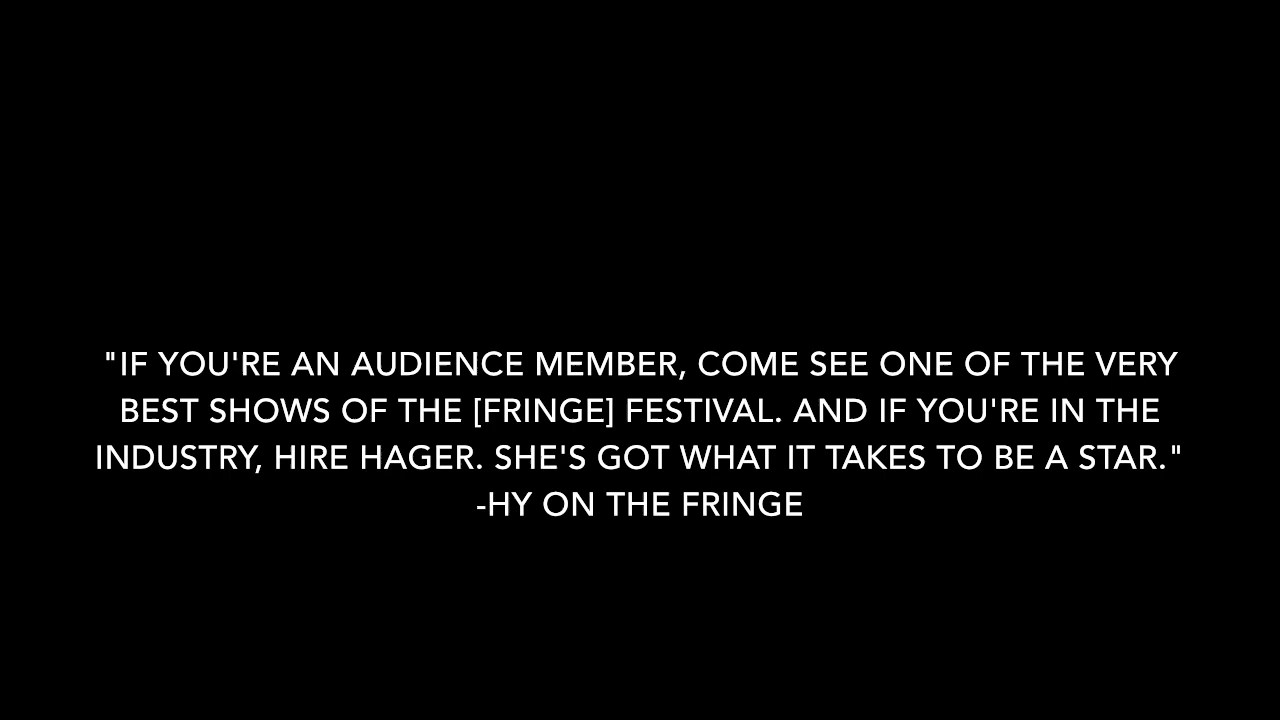 "IF YOU'RE AN AUDIENCE MEMBER, COME SEE ONE OF THE VERY
BEST SHOWS OF THE [FRINGE] FESTIVAL. AND IF YOU'RE IN THE
INDUSTRY, HIRE HAGER. SHE'S GOT WHAT IT TAKES TO BE A STAR."
-HY ON THE FRINGE